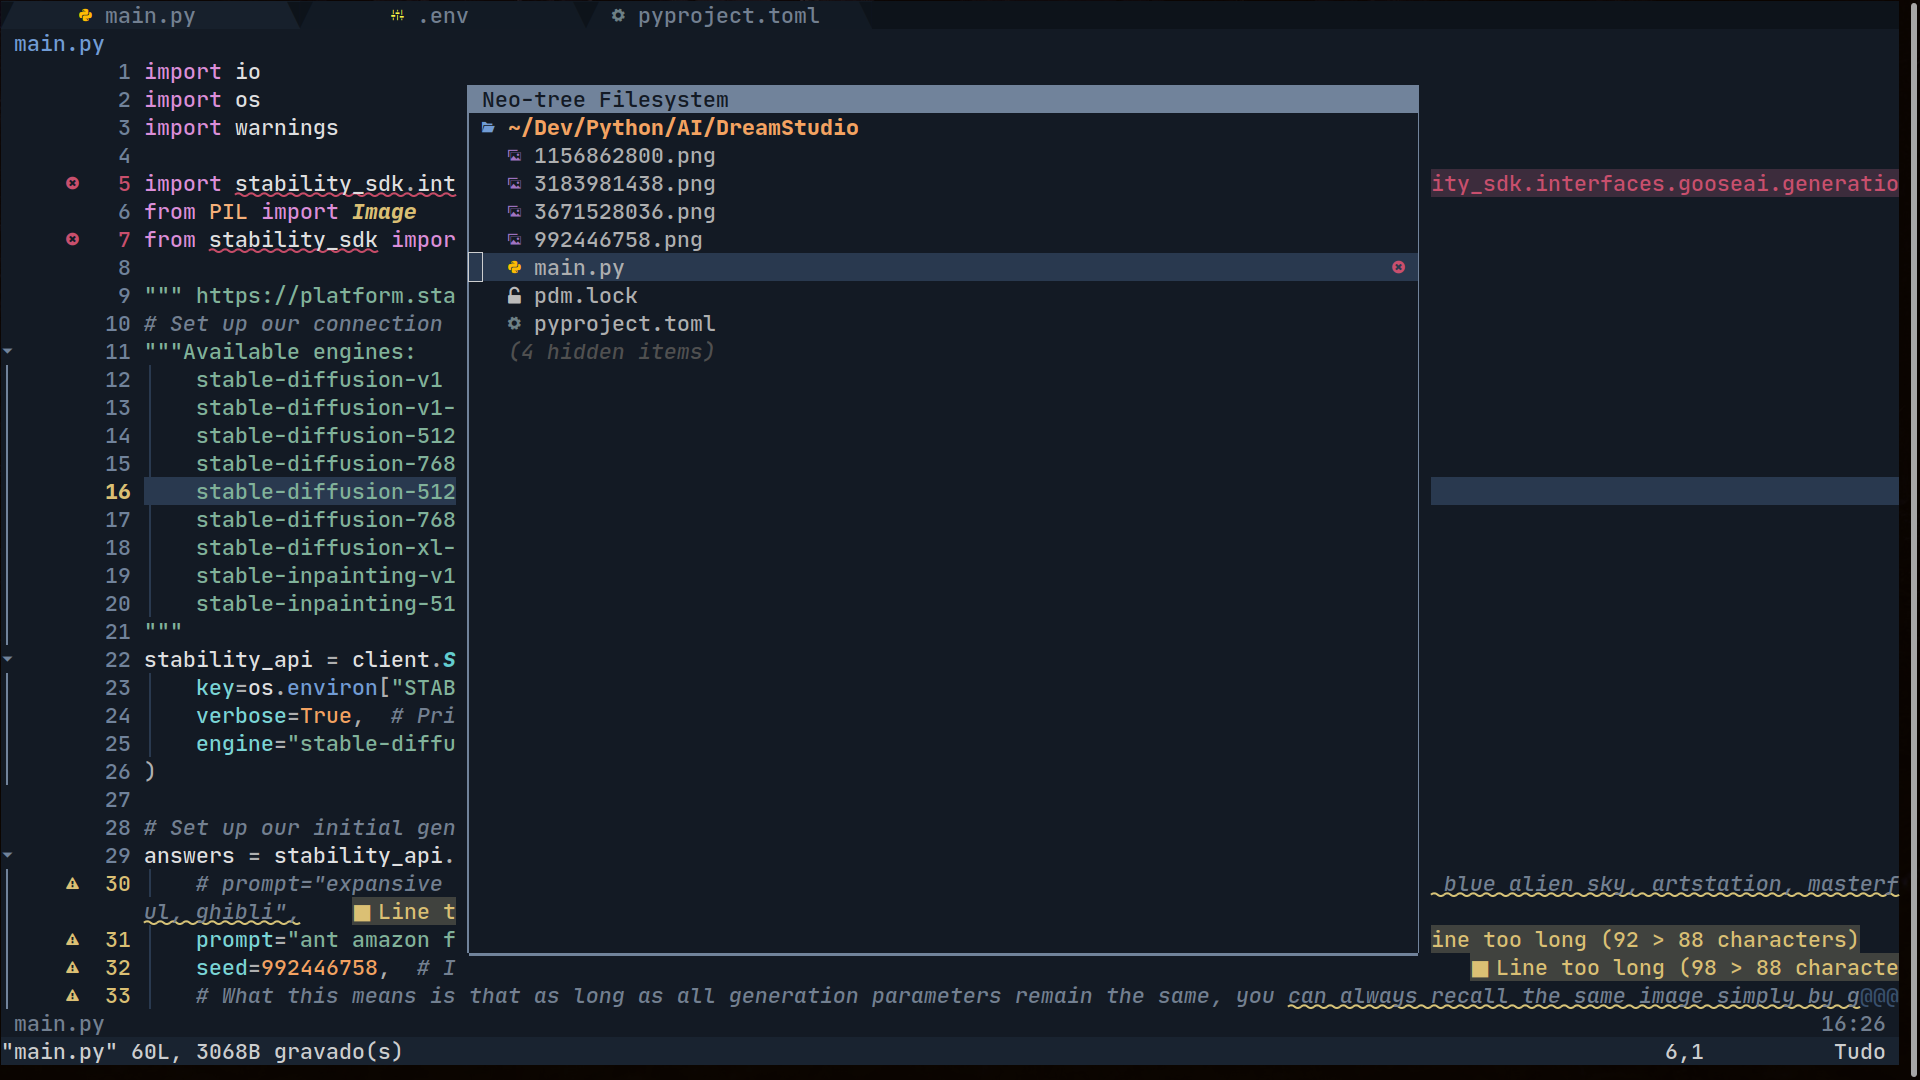 main.py .env pyproject.toml
main.py
1 import io
2 import os
3 import warnings
4
5 import stability_sdk.int
6 from PIL import Image
7 from stability_sdk impor
8
9 """ https://platform.sta
10 # Set up our connection
11 """Available engines:
12 stable-diffusion-v1
13 stable-diffusion-v1-
14 stable-diffusion-512
15 stable-diffusion-768
16 stable-diffusion-512
17 stable-diffusion-768
18 stable-diffusion-xl-
19 stable-inpainting-v1
20 stable-inpainting-51
21 """
22 stability_api = client.S
23 key=os.environ["STAB
24 verbose=True, # Pri
25 engine="stable-diffu
26 )
27
28 # Set up our initial gen
29 answers = stability_api.
30 # prompt="expansive
ul, ghibli", Line t
31 prompt="ant amazon f
32 seed=992446758, # I
33 # What this means is that as long as all generation parameters remain the same, you can always recall the same image simply by g@@@
Neo-tree Filesystem
~/Dev/Python/AI/DreamStudio
1156862800.png
3183981438.png
3671528036.png
992446758.png
main.py
pdm.lock
pyproject.toml
(4 hidden items)
ity_sdk.interfaces.gooseai.generatio
blue alien sky, artstation, masterf
ine too long (92 > 88 characters)
Line too long (98 > 88 characte
main.py 16:26
"main.py" 60L, 3068B gravado(s) 6,1 Tudo